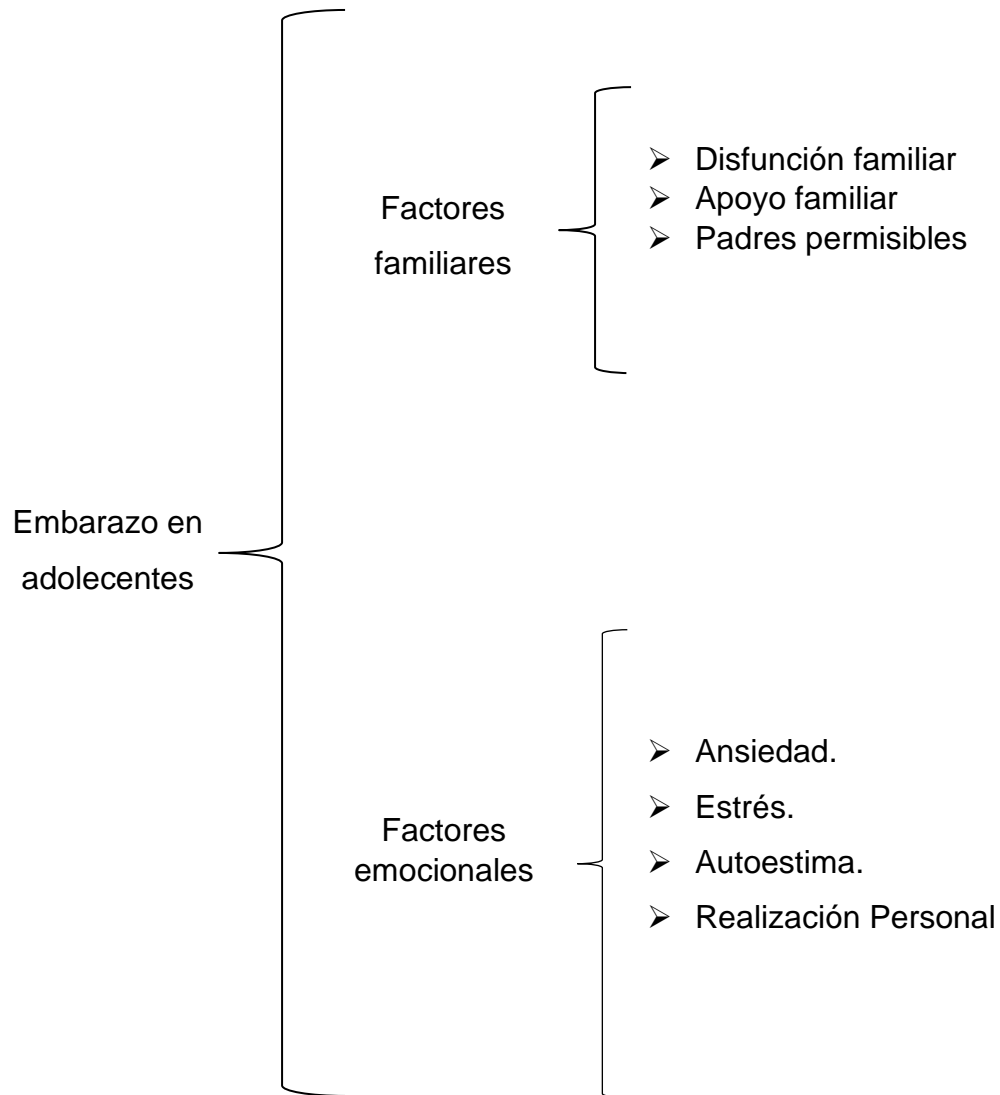 Embarazo en
adolecentes
Factores
familiares
➢ Disfunción familiar
➢ Apoyo familiar
➢ Padres permisibles
Factores
emocionales
➢ Ansiedad.
➢ Estrés.
➢ Autoestima.
➢ Realización Personal